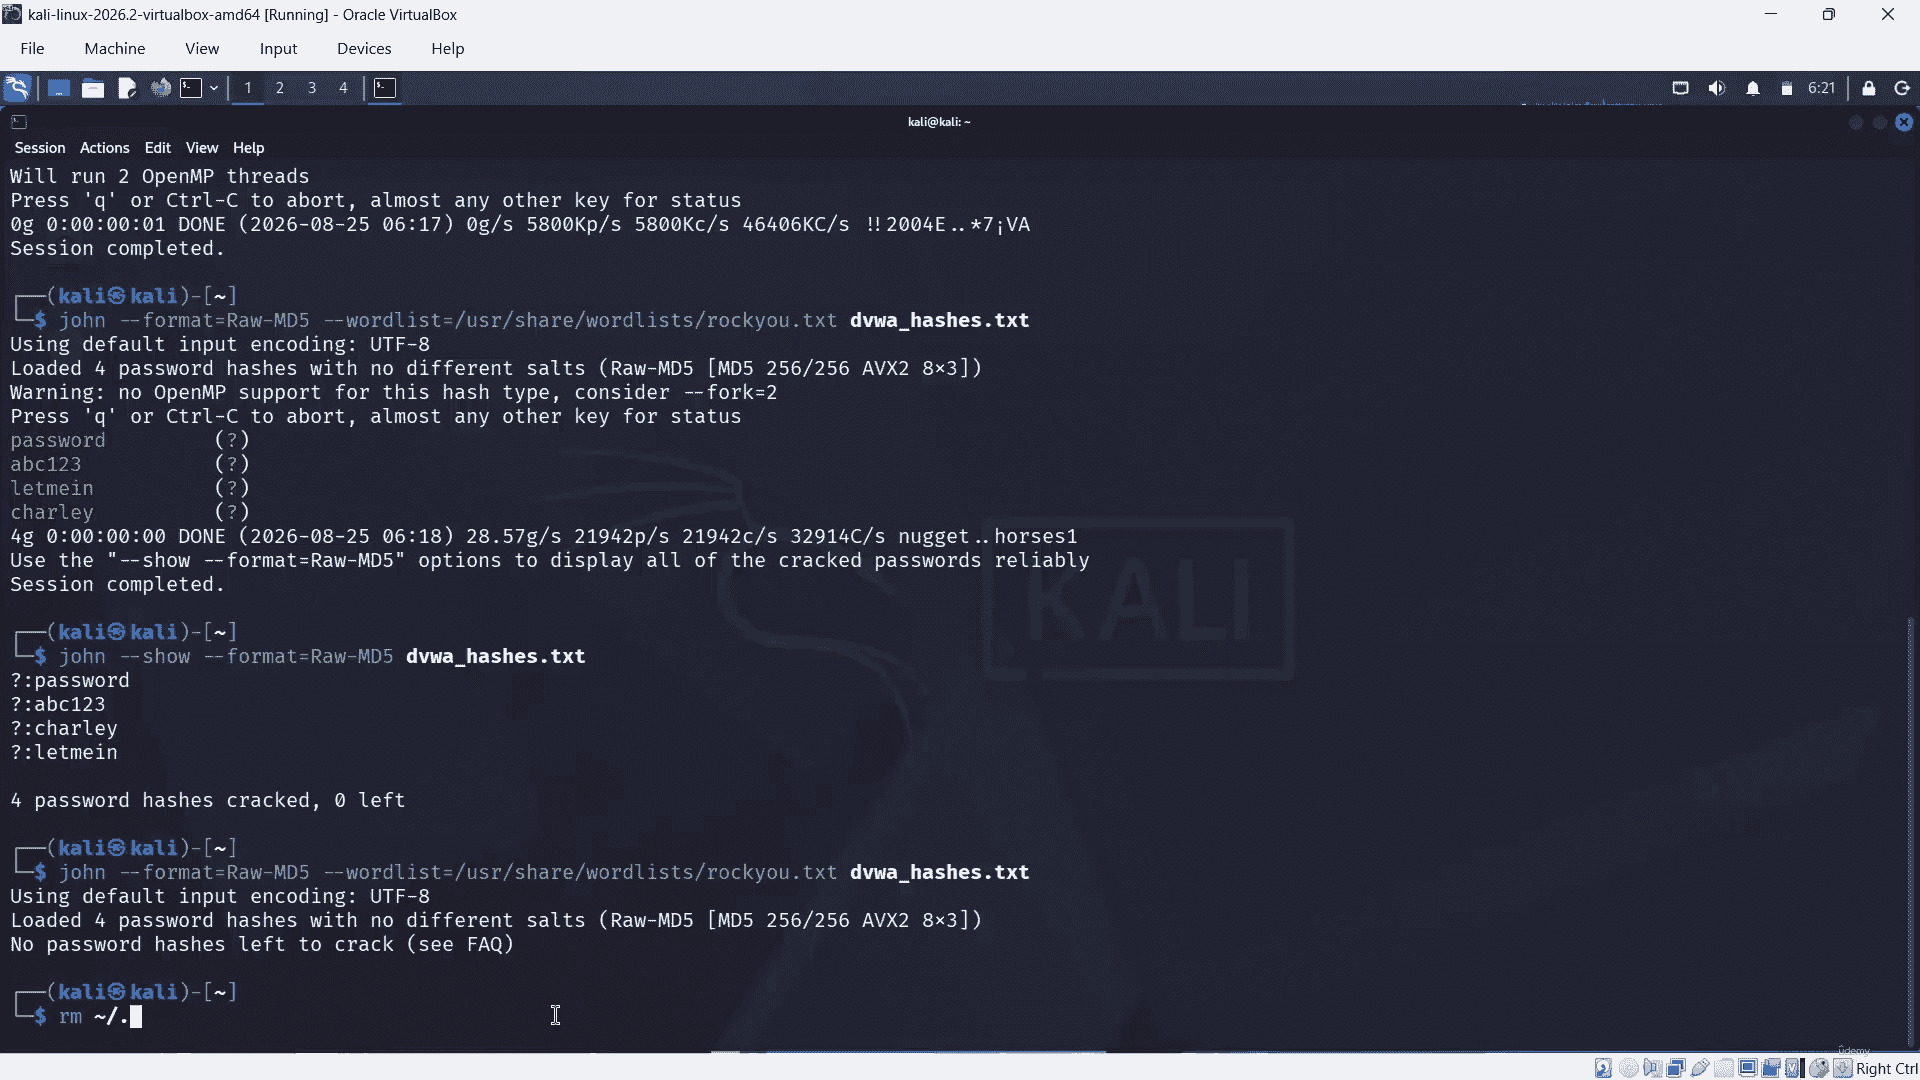 kali-linux-2026.2-virtualbox-amd64 [Running] - Oracle VirtualBox
File Machine View Input Devices Help
1 2 3 4 6:21
kali@kali: ~
Session Actions Edit View Help
Will run 2 OpenMP threads
Press 'q' or Ctrl-C to abort, almost any other key for status
0g 0:00:00:01 DONE (2026-08-25 06:17) 0g/s 5800Kp/s 5800Kc/s 46406KC/s !!2004E..*7¡VA
Session completed.
┌──(kali㉿kali)-[~]
└─$ john --format=Raw-MD5 --wordlist=/usr/share/wordlists/rockyou.txt dvwa_hashes.txt
Using default input encoding: UTF-8
Loaded 4 password hashes with no different salts (Raw-MD5 [MD5 256/256 AVX2 8×3])
Warning: no OpenMP support for this hash type, consider --fork=2
Press 'q' or Ctrl-C to abort, almost any other key for status
password (?)
abc123 (?)
letmein (?)
charley (?)
4g 0:00:00:00 DONE (2026-08-25 06:18) 28.57g/s 21942p/s 21942c/s 32914C/s nugget..horses1
Use the "--show --format=Raw-MD5" options to display all of the cracked passwords reliably
Session completed.
┌──(kali㉿kali)-[~]
└─$ john --show --format=Raw-MD5 dvwa_hashes.txt
?:password
?:abc123
?:charley
?:letmein
4 password hashes cracked, 0 left
┌──(kali㉿kali)-[~]
└─$ john --format=Raw-MD5 --wordlist=/usr/share/wordlists/rockyou.txt dvwa_hashes.txt
Using default input encoding: UTF-8
Loaded 4 password hashes with no different salts (Raw-MD5 [MD5 256/256 AVX2 8×3])
No password hashes left to crack (see FAQ)
┌──(kali㉿kali)-[~]
└─$ rm ~/.
KALI
udemy
Right Ctrl